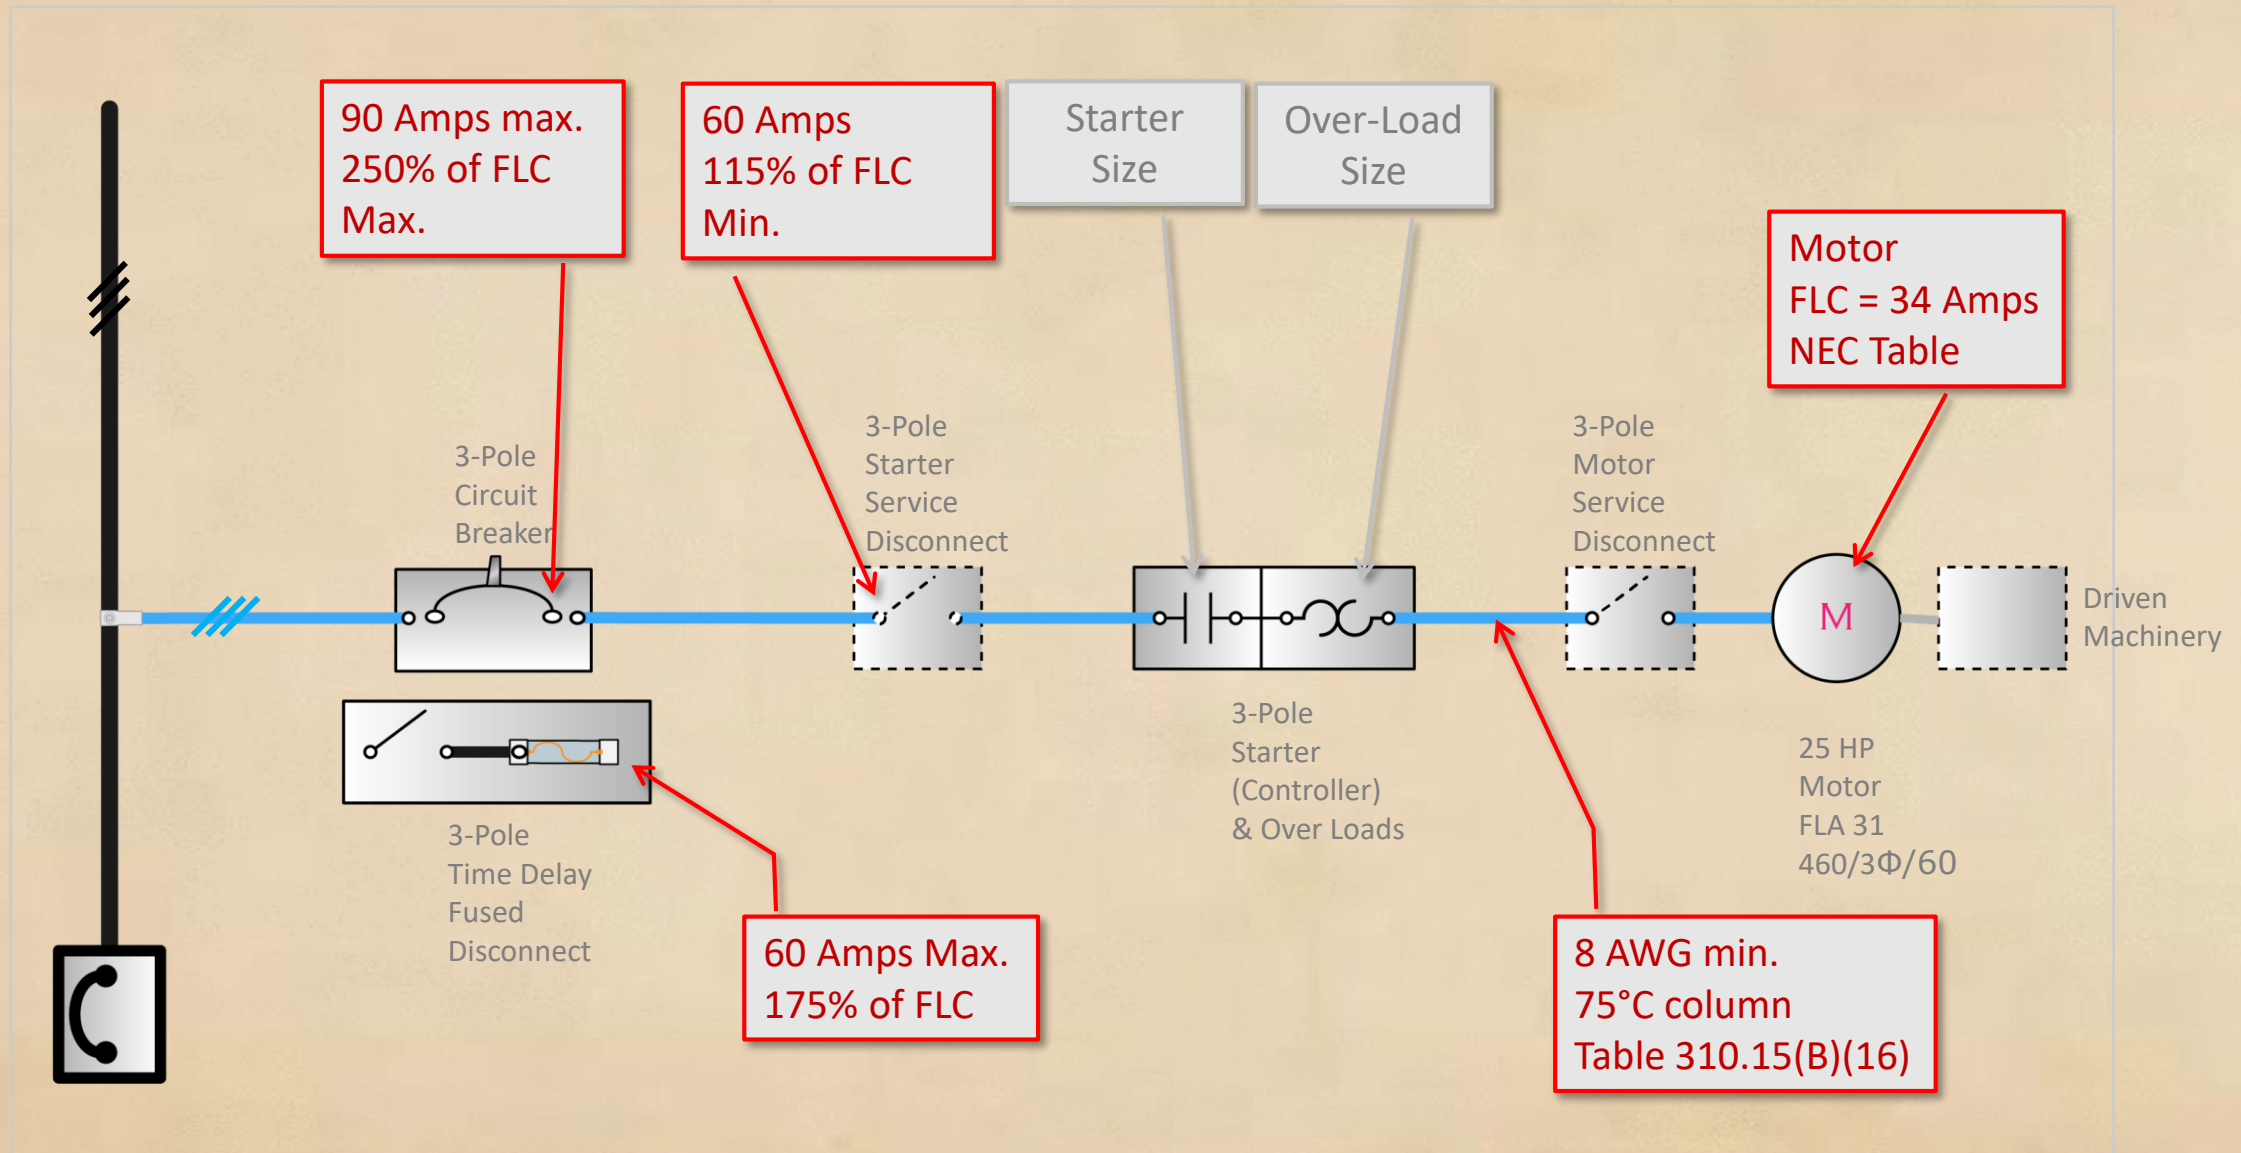 90 Amps max.
250% of FLC
Max.
60 Amps
115% of FLC
Min.
Starter
Size
Over-Load
Size
Motor
FLC = 34 Amps
NEC Table
3-Pole
Circuit
Breaker
3-Pole
Starter
Service
Disconnect
3-Pole
Motor
Service
Disconnect
M
Driven
Machinery
3-Pole
Starter
(Controller)
& Over Loads
25 HP
Motor
FLA 31
460/3Φ/60
3-Pole
Time Delay
Fused
Disconnect
60 Amps Max.
175% of FLC
8 AWG min.
75°C column
Table 310.15(B)(16)